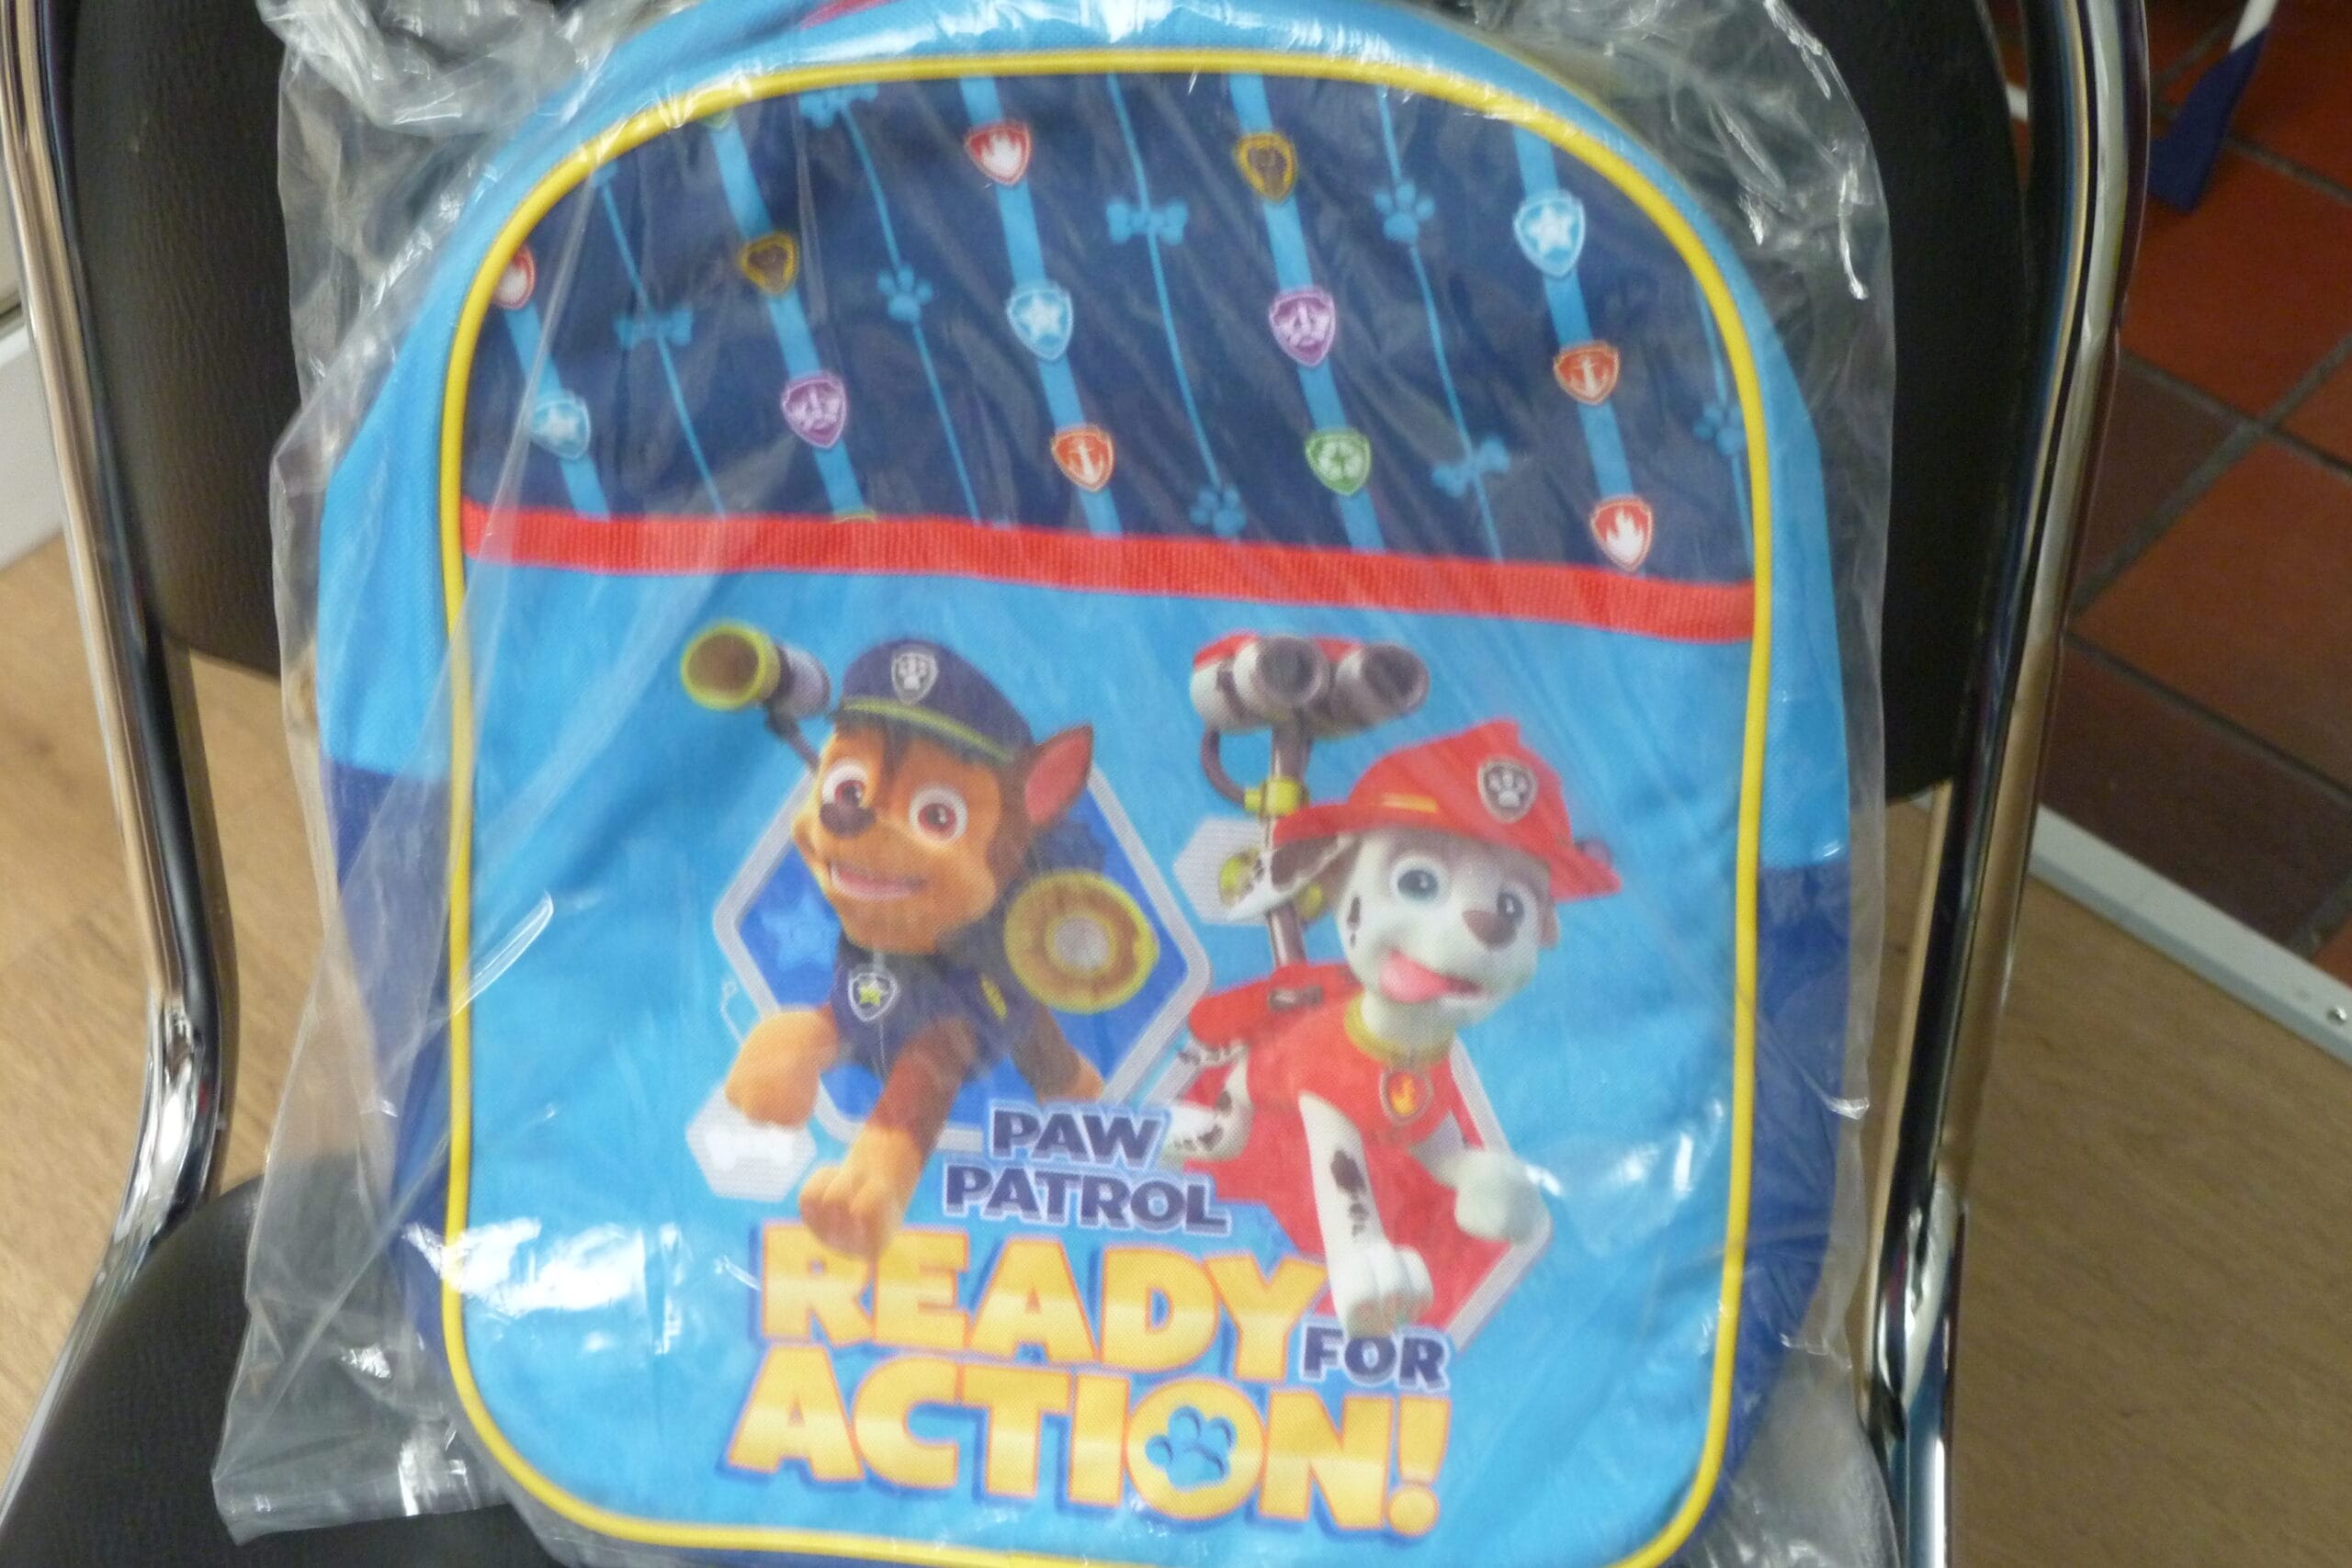 PAW
PATROL
READY
FOR
ACTION!